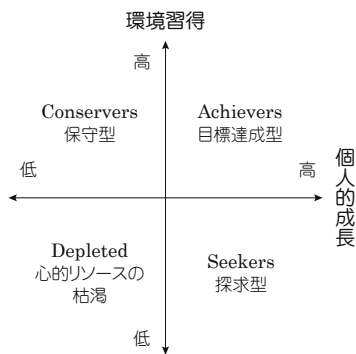 環境習得
高
Conservers
保守型
Achievers
目標達成型
低
高
個人的成長
Depleted
心的リソースの
枯渇
Seekers
探求型
低